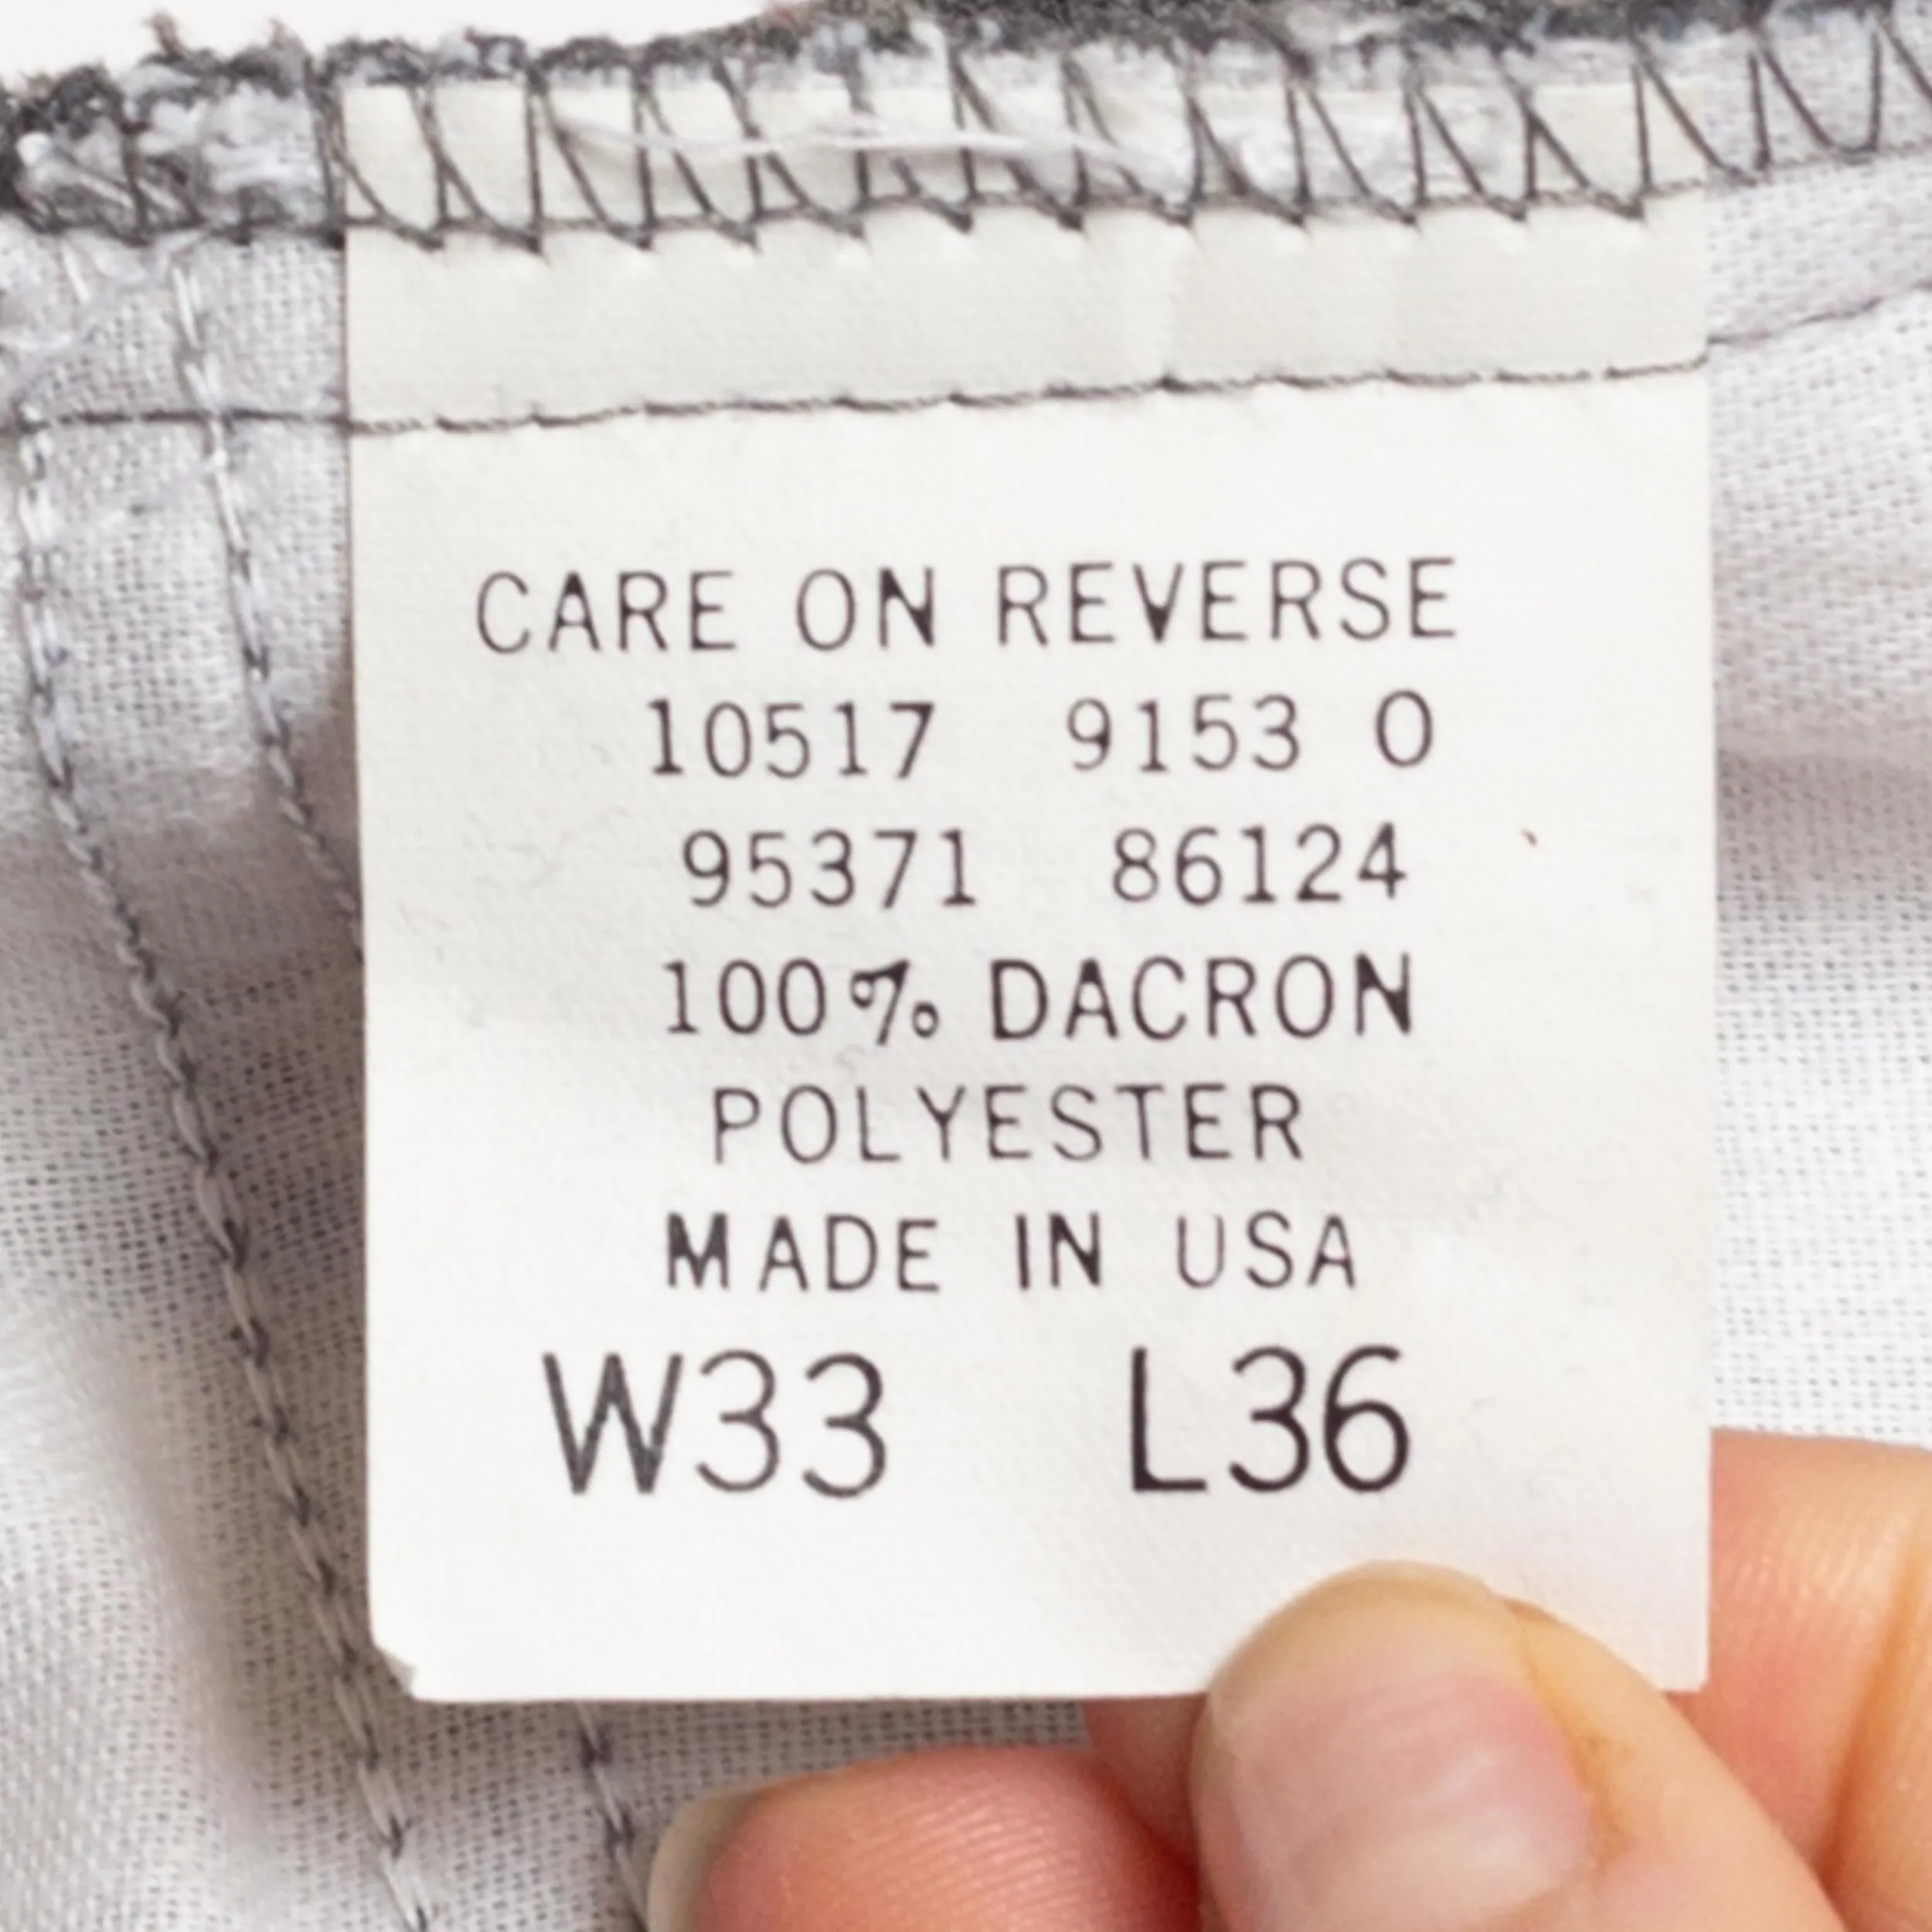 CARE ON REVERSE
10517 9153 0
95371 86124
100% DACRON
POLYESTER
MADE IN USA
W33 L36